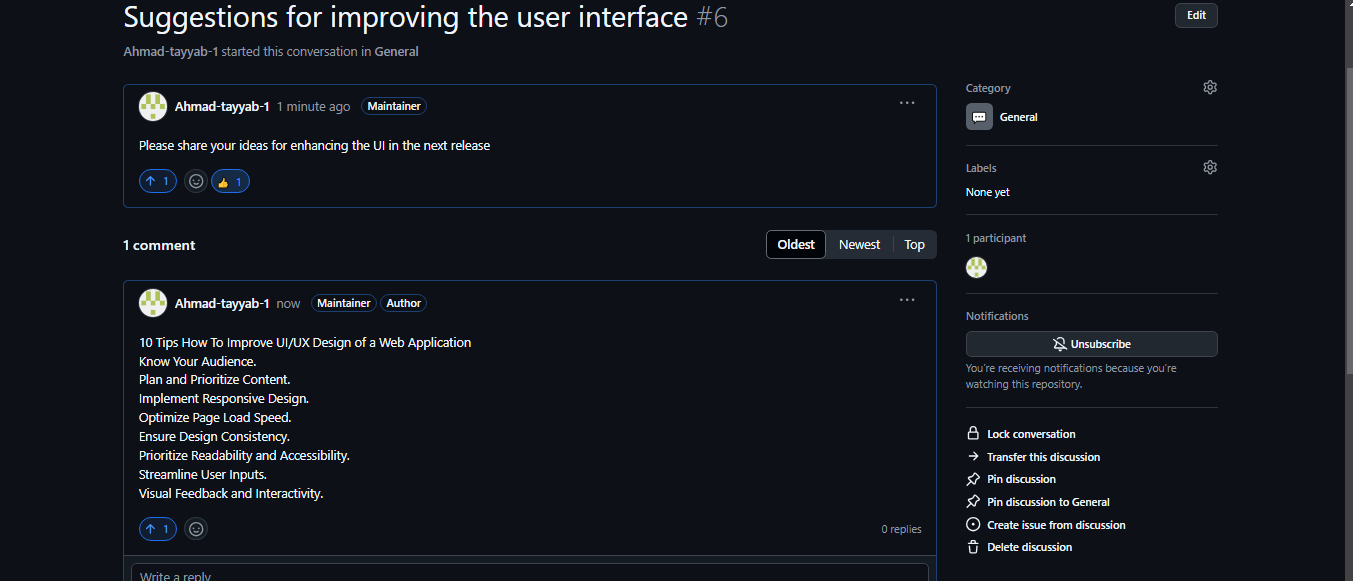 Suggestions for improving the user interface #6
Edit
Ahmad-tayyab-1 started this conversation in General
Ahmad-tayyab-1 1 minute ago Maintainer
Please share your ideas for enhancing the UI in the next release
1 1
1 comment
Oldest Newest Top
Ahmad-tayyab-1 now Maintainer Author
10 Tips How To Improve UI/UX Design of a Web Application
Know Your Audience.
Plan and Prioritize Content.
Implement Responsive Design.
Optimize Page Load Speed.
Ensure Design Consistency.
Prioritize Readability and Accessibility.
Streamline User Inputs.
Visual Feedback and Interactivity.
1 0 replies
Write a reply
Category
General
Labels
None yet
1 participant
Notifications
Unsubscribe
You're receiving notifications because you're
watching this repository.
Lock conversation
Transfer this discussion
Pin discussion
Pin discussion to General
Create issue from discussion
Delete discussion